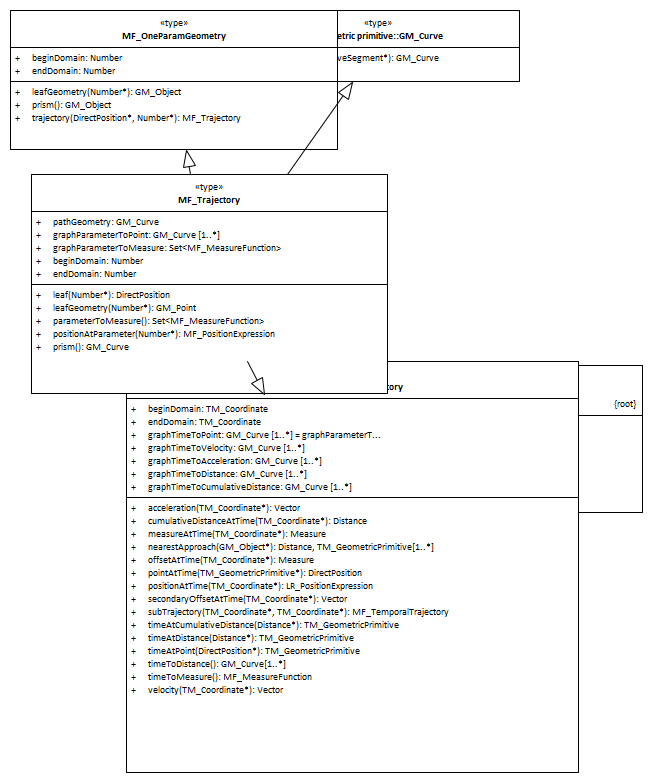 «type»
MF_OneParamGeometry
+ beginDomain: Number
+ endDomain: Number
+ leafGeometry(Number*): GM_Object
+ prism(): GM_Object
+ trajectory(DirectPosition*, Number*): MF_Trajectory
«type»
primitive::GM_Curve
GM_Curve
«type»
MF_Trajectory
+ pathGeometry: GM_Curve
+ graphParameterToPoint: GM_Curve [1..*]
+ graphParameterToMeasure: Set<MF_MeasureFunction>
+ beginDomain: Number
+ endDomain: Number
+ leaf(Number*): DirectPosition
+ leafGeometry(Number*): GM_Point
+ parameterToMeasure(): Set<MF_MeasureFunction>
+ positionAtParameter(Number*): MF_PositionExpression
+ prism(): GM_Curve
{root}
+ beginDomain: TM_Coordinate
+ endDomain: TM_Coordinate
+ graphTimeToPoint: GM_Curve [1..*] = graphParameterT...
+ graphTimeToVelocity: GM_Curve [1..*]
+ graphTimeToAcceleration: GM_Curve [1..*]
+ graphTimeToDistance: GM_Curve [1..*]
+ graphTimeToCumulativeDistance: GM_Curve [1..*]
+ acceleration(TM_Coordinate*): Vector
+ cumulativeDistanceAtTime(TM_Coordinate*): Distance
+ measureAtTime(TM_Coordinate*): Measure
+ nearestApproach(GM_Object*): Distance, TM_GeometricPrimitive[1..*]
+ offsetAtTime(TM_Coordinate*): Measure
+ pointAtTime(TM_GeometricPrimitive*): DirectPosition
+ positionAtTime(TM_Coordinate*): LR_PositionExpression
+ secondaryOffsetAtTime(TM_Coordinate*): Vector
+ subTrajectory(TM_Coordinate*, TM_Coordinate*): MF_TemporalTrajectory
+ timeAtCumulativeDistance(Distance*): TM_GeometricPrimitive
+ timeAtDistance(Distance*): TM_GeometricPrimitive
+ timeAtPoint(DirectPosition*): TM_GeometricPrimitive
+ timeToDistance(): GM_Curve[1..*]
+ timeToMeasure(): MF_MeasureFunction
+ velocity(TM_Coordinate*): Vector